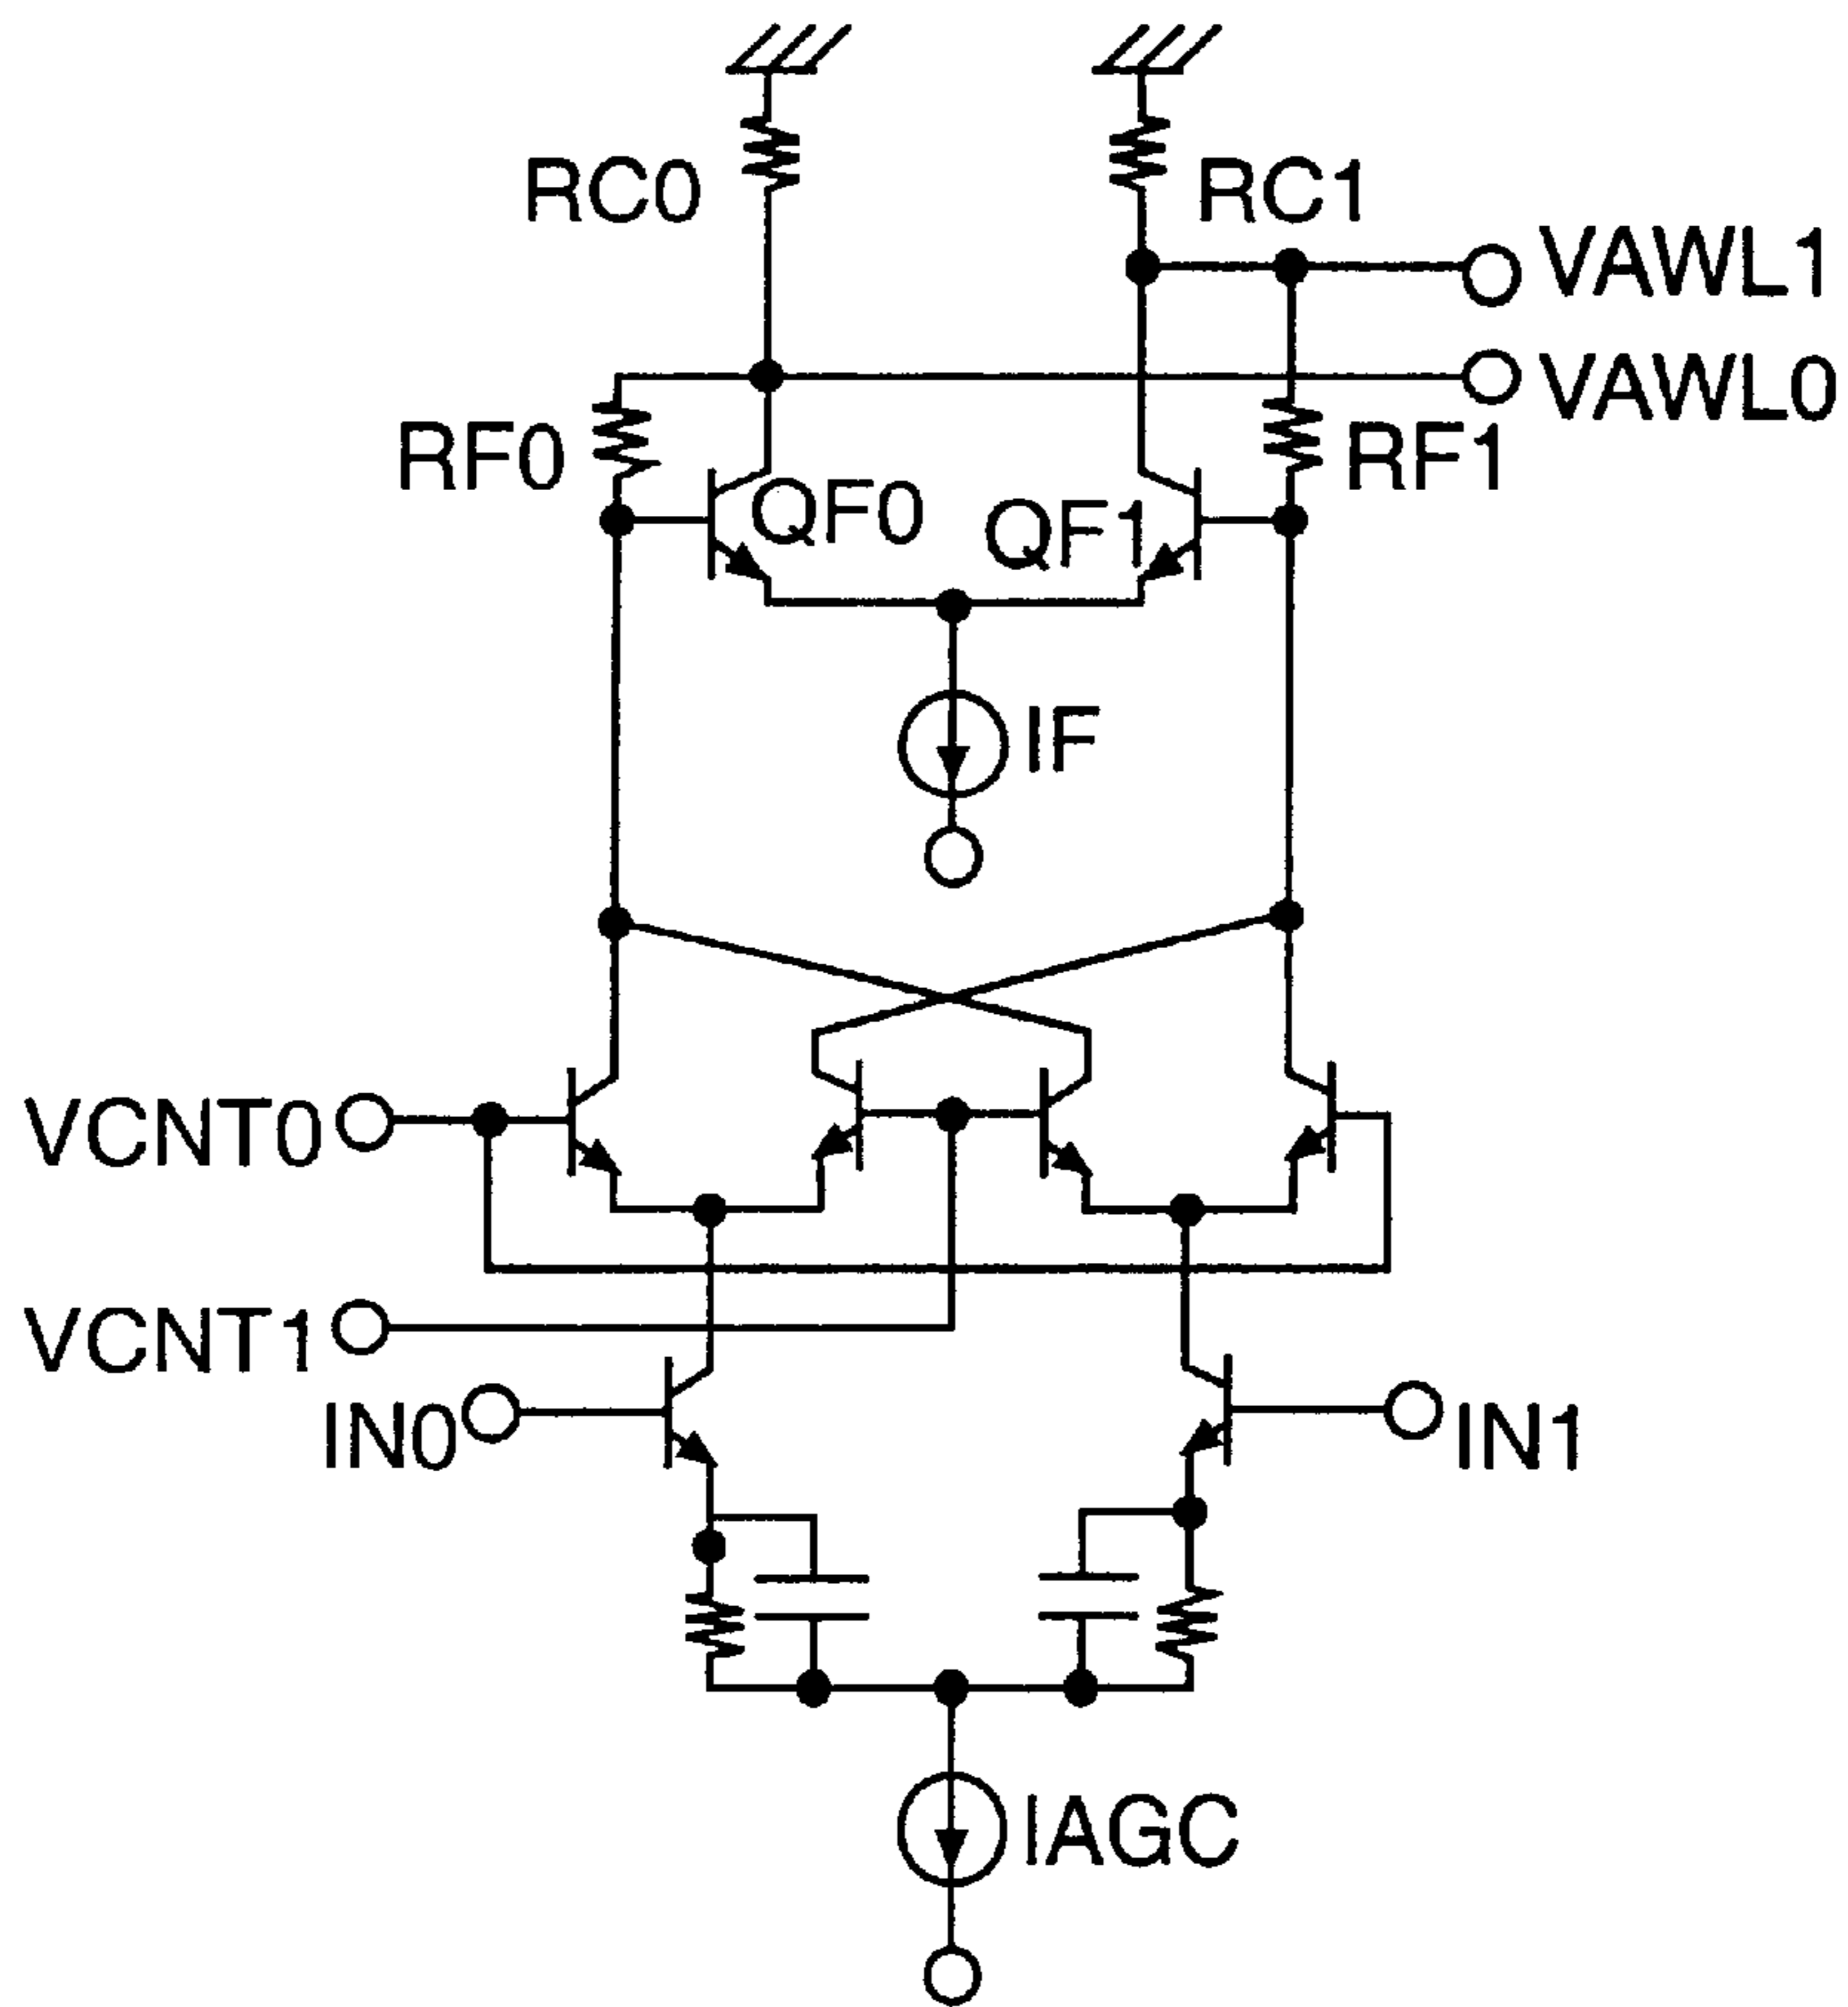 RC0
RC1
VAWL1
VAWL0
RF0
RF1
QF0
QF1
IF
VCNT0
VCNT1
IN0
IN1
IAGC